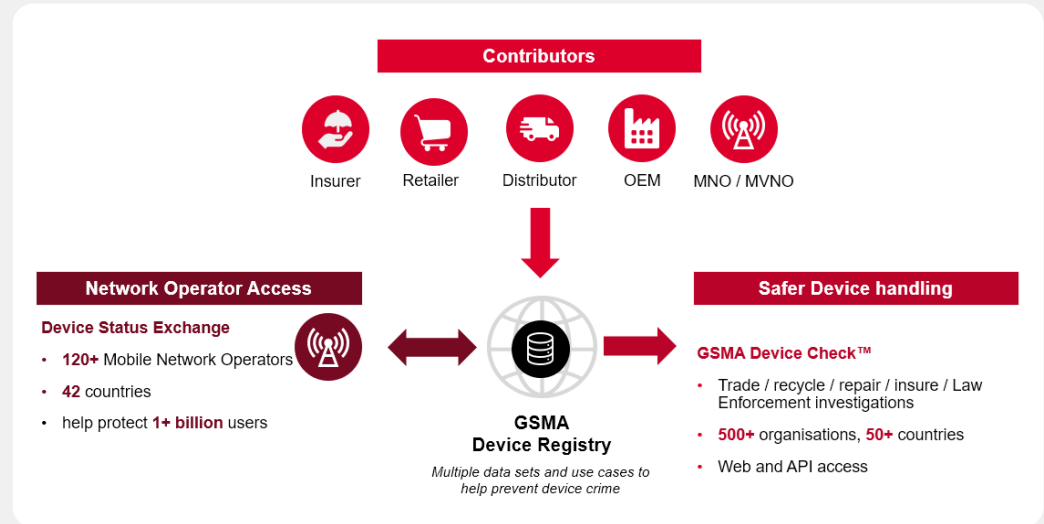 Contributors
Insurer
Retailer
Distributor
OEM
MNO / MVNO
Network Operator Access
Device Status Exchange
• 120+ Mobile Network Operators
• 42 countries
• help protect 1+ billion users
GSMA
Device Registry
Multiple data sets and use cases to
help prevent device crime
Safer Device handling
GSMA Device Check™
• Trade / recycle / repair / insure / Law
Enforcement investigations
• 500+ organisations, 50+ countries
• Web and API access